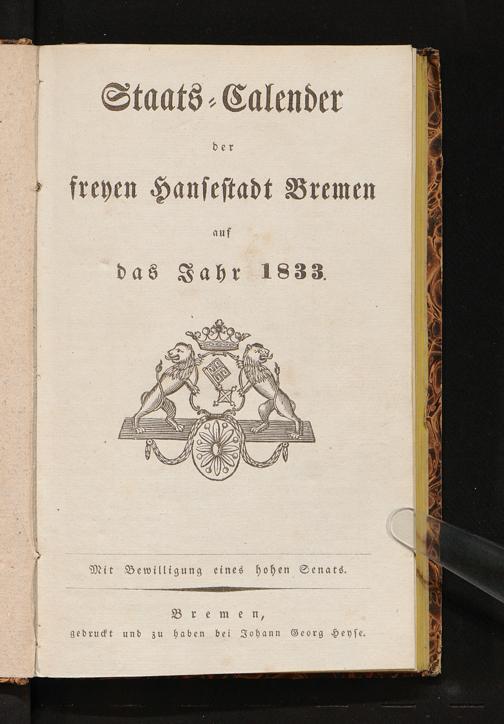 Staats-Calender
der
freyen Hansestadt Bremen
auf
das Jahr 1833.
Mit Bewilligung eines hohen Senats.
Bremen,
gedruckt und zu haben bei Johann Georg Heyse.